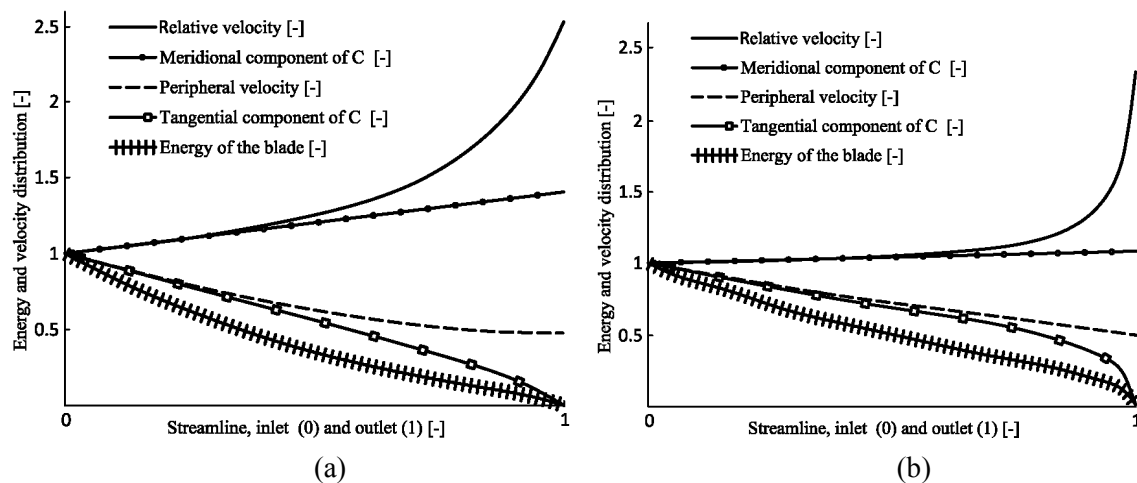 Energy and velocity distribution [-]
2.5
2
1.5
1
0.5
0
1
Relative velocity [-]
Meridional component of C [-]
Peripheral velocity [-]
Tangential component of C [-]
Energy of the blade [-]
Streamline, inlet (0) and outlet (1) [-]
(a)
Energy and velocity distribution [-]
2.5
2
1.5
1
0.5
0
1
Relative velocity [-]
Meridional component of C [-]
Peripheral velocity [-]
Tangential component of C [-]
Energy of the blade [-]
Streamline, inlet (0) and outlet (1) [-]
(b)